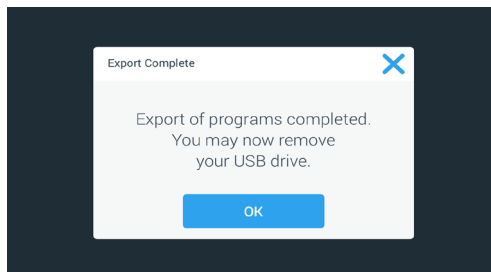 Export Complete
Export of programs completed.
You may now remove
your USB drive.
OK